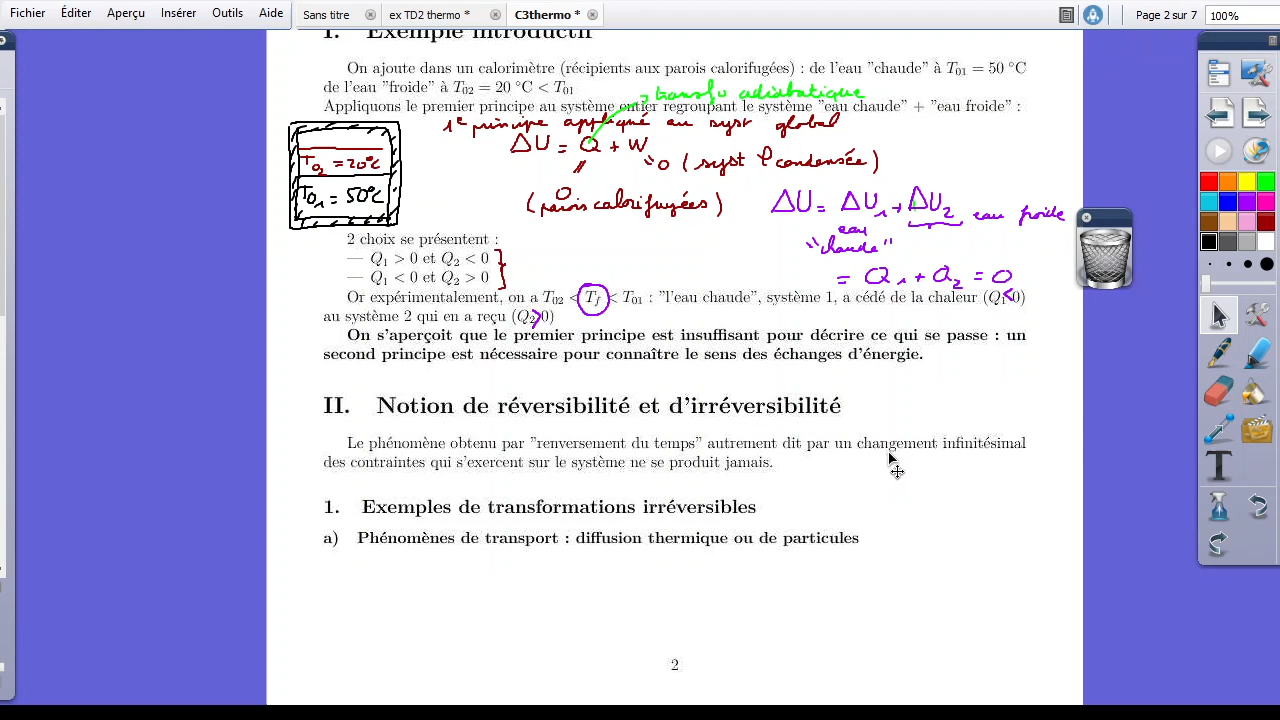 Fichier Éditer Aperçu Insérer Outils Aide
Sans titre ex TD2 thermo * C3thermo *
Page 2 sur 7 100%
I. Exemple introductif
On ajoute dans un calorimètre (récipients aux parois calorifugées) : de l'eau "chaude" à T01 = 50 °C
de l'eau "froide" à T02 = 20 °C < T01
transfo adiabatique
Appliquons le premier principe au système entier regroupant le système "eau chaude" + "eau froide" :
1er principe appliqué au syst global
ΔU = Q + W
"0 (syst φ condensée)
T02 = 20°C
T01 = 50°C
0
(parois calorifugées)
ΔU = ΔU1 + ΔU2 eau froide
eau
"chaude"
= Q1 + Q2 = 0
2 choix se présentent :
— Q1 > 0 et Q2 < 0
— Q1 < 0 et Q2 > 0
Or expérimentalement, on a T02 < Tf < T01 : "l'eau chaude", système 1, a cédé de la chaleur (Q1<0)
au système 2 qui en a reçu (Q2>0)
On s'aperçoit que le premier principe est insuffisant pour décrire ce qui se passe : un
second principe est nécessaire pour connaître le sens des échanges d'énergie.
II. Notion de réversibilité et d'irréversibilité
Le phénomène obtenu par "renversement du temps" autrement dit par un changement infinitésimal
des contraintes qui s'exercent sur le système ne se produit jamais.
1. Exemples de transformations irréversibles
a) Phénomènes de transport : diffusion thermique ou de particules
2